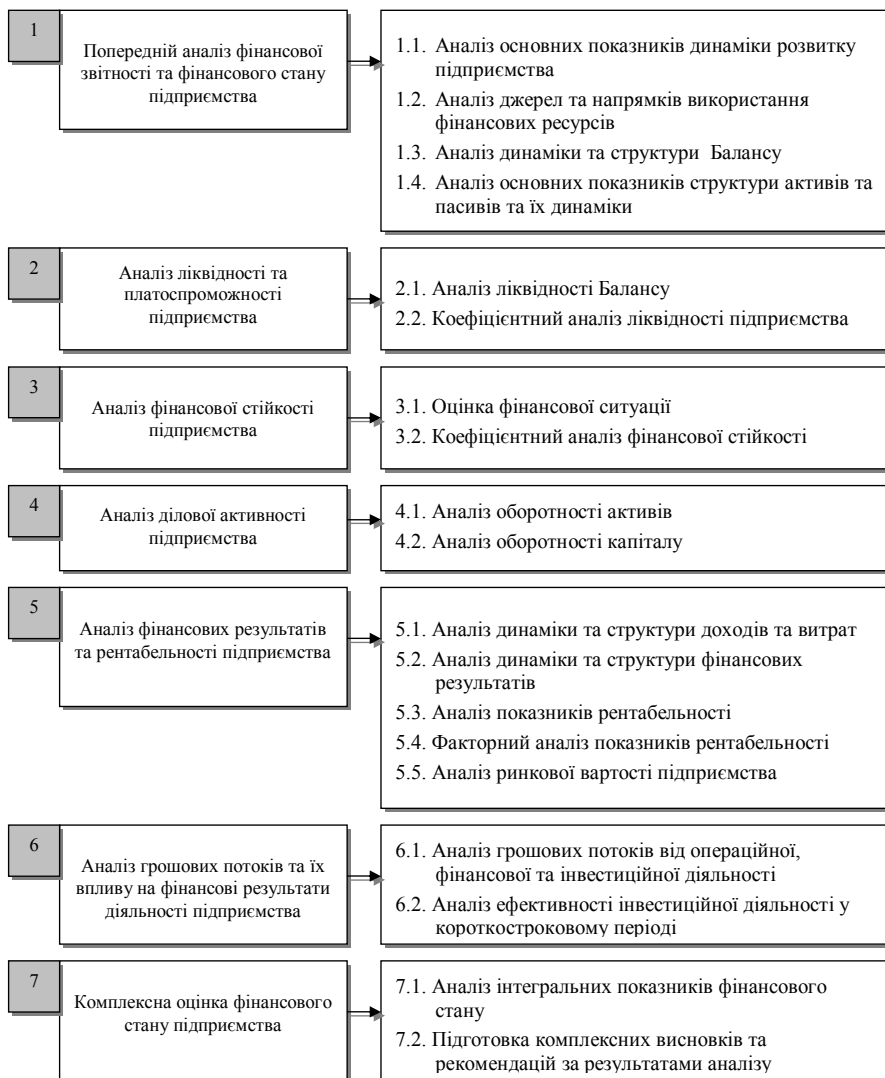 1
Попередній аналіз фінансової
звітності та фінансового стану
підприємства
1.1. Аналіз основних показників динаміки розвитку
підприємства
1.2. Аналіз джерел та напрямків використання
фінансових ресурсів
1.3. Аналіз динаміки та структури Балансу
1.4. Аналіз основних показників структури активів та
пасивів та їх динаміки
2
Аналіз ліквідності та
платоспроможності
підприємства
2.1. Аналіз ліквідності Балансу
2.2. Коефіцієнтний аналіз ліквідності підприємства
3
Аналіз фінансової стійкості
підприємства
3.1. Оцінка фінансової ситуації
3.2. Коефіцієнтний аналіз фінансової стійкості
4
Аналіз ділової активності
підприємства
4.1. Аналіз оборотності активів
4.2. Аналіз оборотності капіталу
5
Аналіз фінансових результатів
та рентабельності підприємства
5.1. Аналіз динаміки та структури доходів та витрат
5.2. Аналіз динаміки та структури фінансових
результатів
5.3. Аналіз показників рентабельності
5.4. Факторний аналіз показників рентабельності
5.5. Аналіз ринкової вартості підприємства
6
Аналіз грошових потоків та їх
впливу на фінансові результати
діяльності підприємства
6.1. Аналіз грошових потоків від операційної,
фінансової та інвестиційної діяльності
6.2. Аналіз ефективності інвестиційної діяльності у
короткостроковому періоді
7
Комплексна оцінка фінансового
стану підприємства
7.1. Аналіз інтегральних показників фінансового
стану
7.2. Підготовка комплексних висновків та
рекомендацій за результатами аналізу